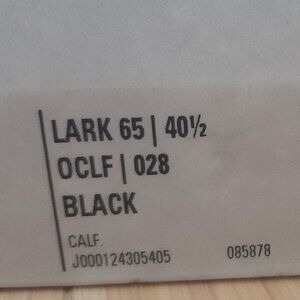 LARK 65 | 40½
OCLF | 028
BLACK
CALF.
J000124305405 085878